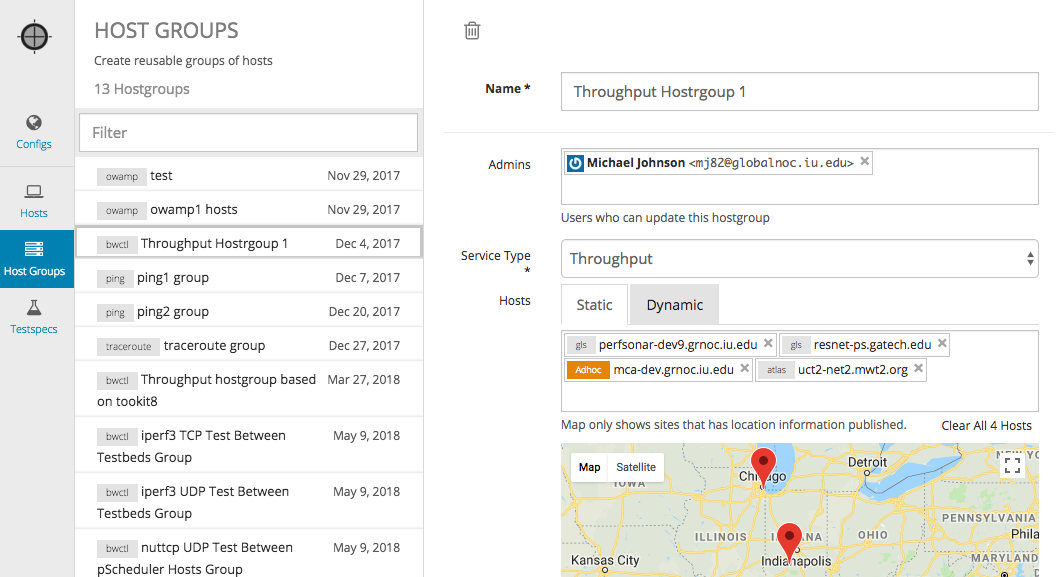 HOST GROUPS
Create reusable groups of hosts
13 Hostgroups
Filter
Configs
Hosts
Host Groups
Testspecs
owamp test Nov 29, 2017
owamp owamp1 hosts Nov 29, 2017
bwctl Throughput Hostrgoup 1 Dec 4, 2017
ping ping1 group Dec 7, 2017
ping ping2 group Dec 20, 2017
traceroute traceroute group Dec 27, 2017
bwctl Throughput hostgroup based Mar 27, 2018
on tookit8
bwctl iperf3 TCP Test Between May 9, 2018
Testbeds Group
bwctl iperf3 UDP Test Between May 9, 2018
Testbeds Group
bwctl nuttcp UDP Test Between May 9, 2018
pScheduler Hosts Group
Name * Throughput Hostrgoup 1
Admins Michael Johnson <mj82@globalnoc.iu.edu>
Users who can update this hostgroup
Service Type Throughput
*
Hosts Static Dynamic
gls perfsonar-dev9.grnoc.iu.edu gls resnet-ps.gatech.edu
Adhoc mca-dev.grnoc.iu.edu atlas uct2-net2.mwt2.org
Map only shows sites that has location information published. Clear All 4 Hosts
Map Satellite
IOWA
Chicago
Detroit
PENNSYLVANIA
ILLINOIS
OHIO
Phila
Kansas City
Indianapolis
MARYLAND